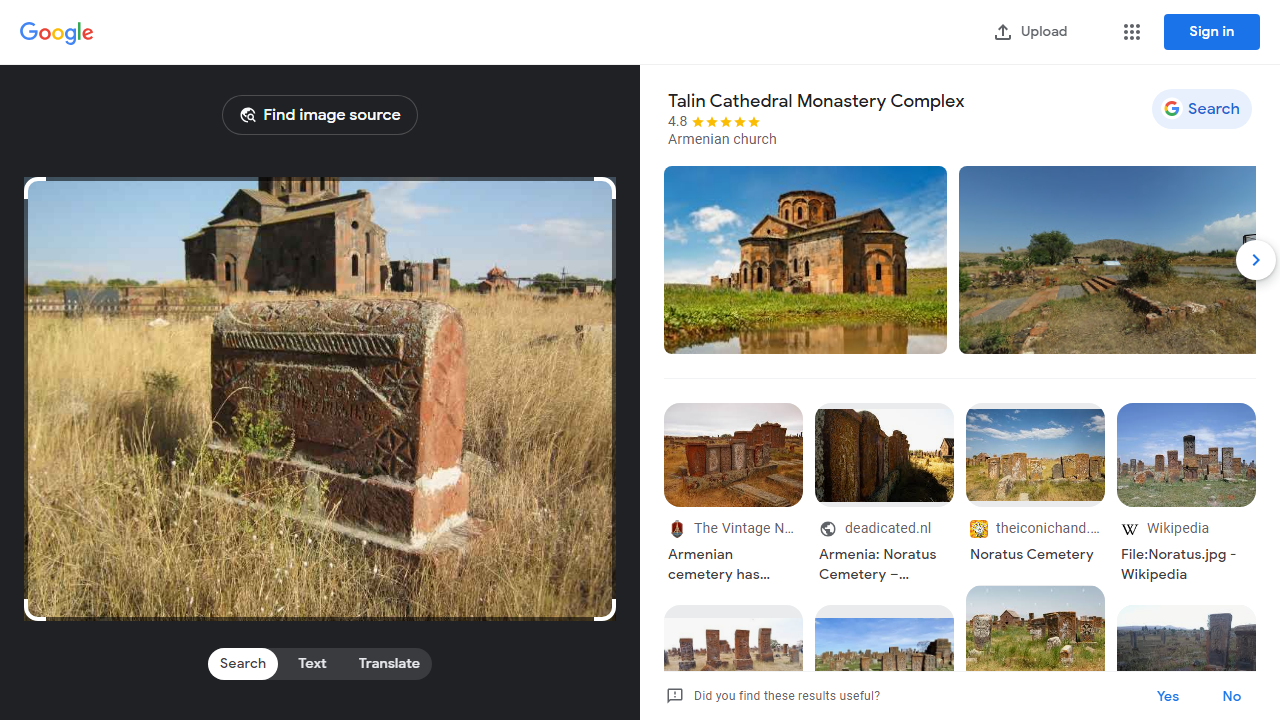 Google
Upload
Sign in
Find image source
Talin Cathedral Monastery Complex
4.8
Armenian church
Search
The Vintage N...
Armenian
cemetery has...
deadicated.nl
Armenia: Noratus
Cemetery –...
theiconichand....
Noratus Cemetery
Wikipedia
File:Noratus.jpg -
Wikipedia
Search
Text
Translate
Did you find these results useful?
Yes
No